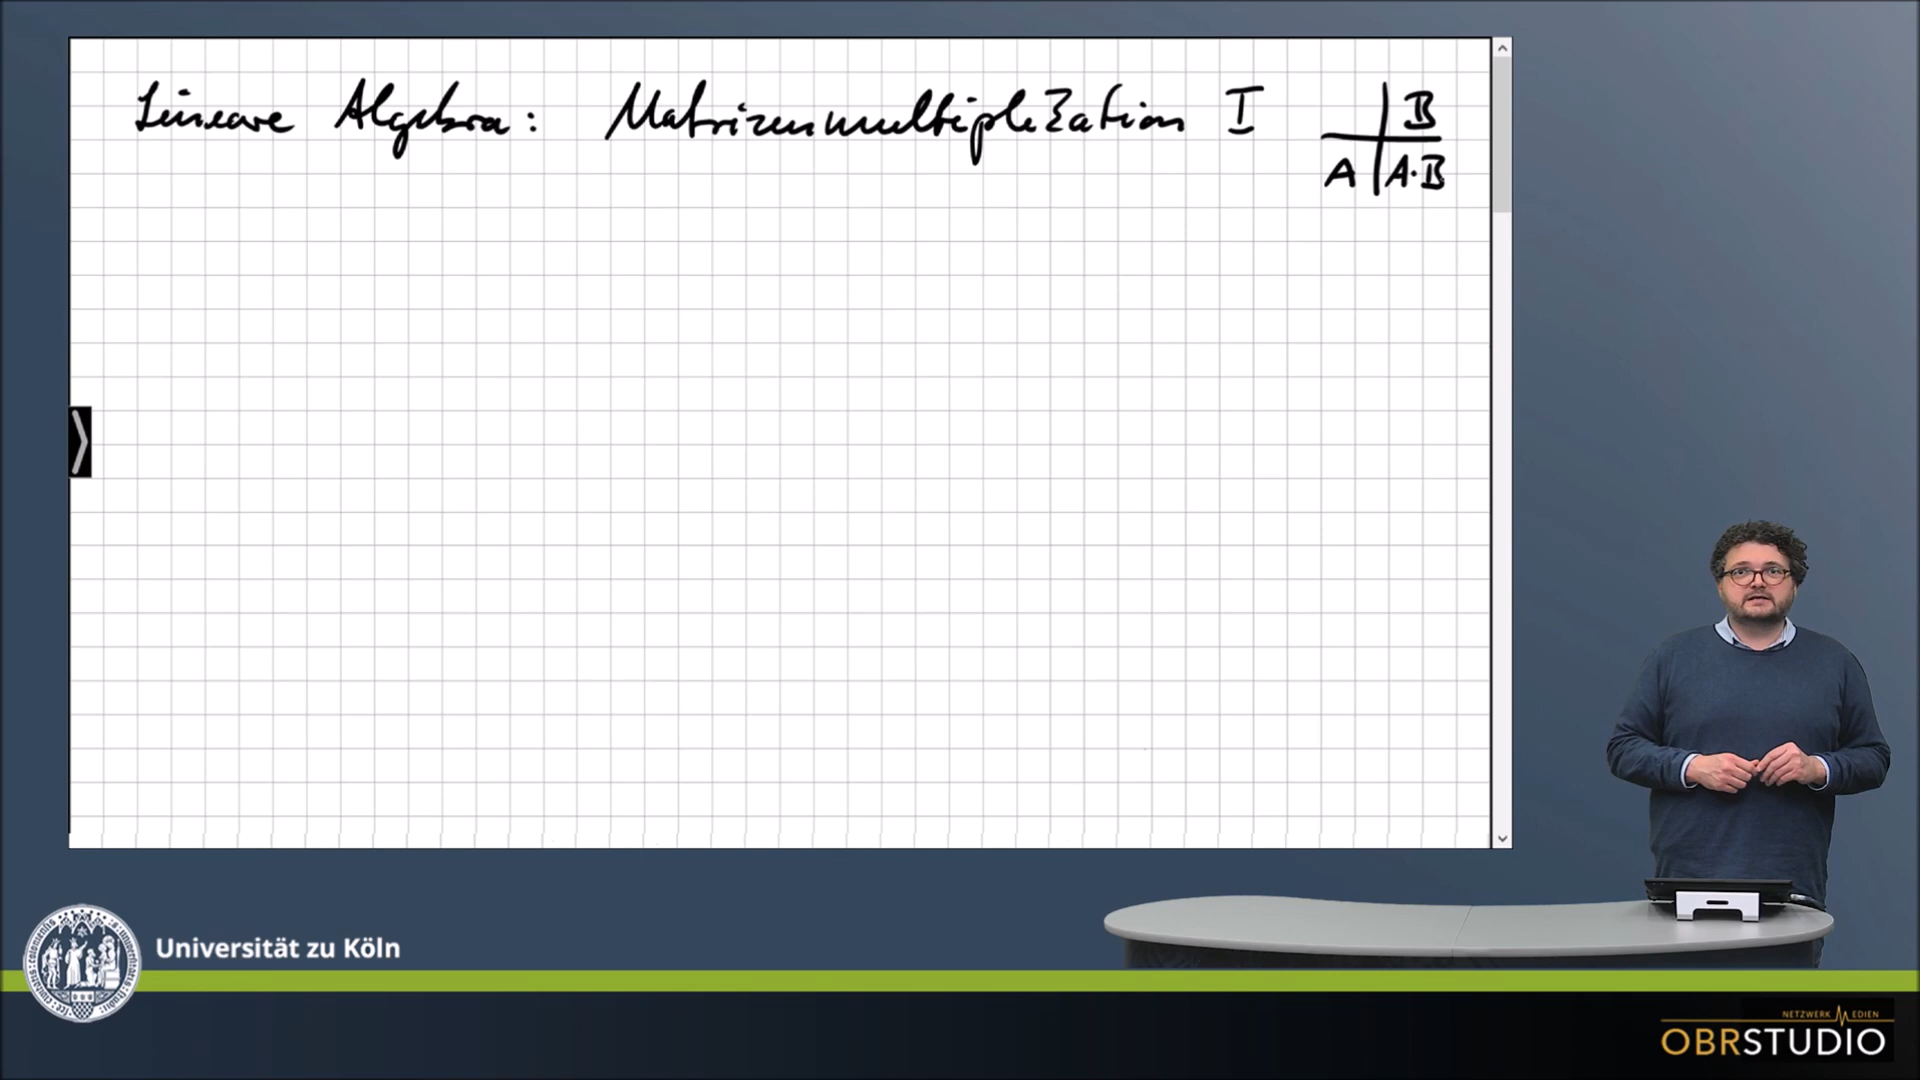 Lineare Algebra: Matrizenmultiplikation I
B
A A·B
Universität zu Köln
NETZWERK MEDIEN
OBRSTUDIO